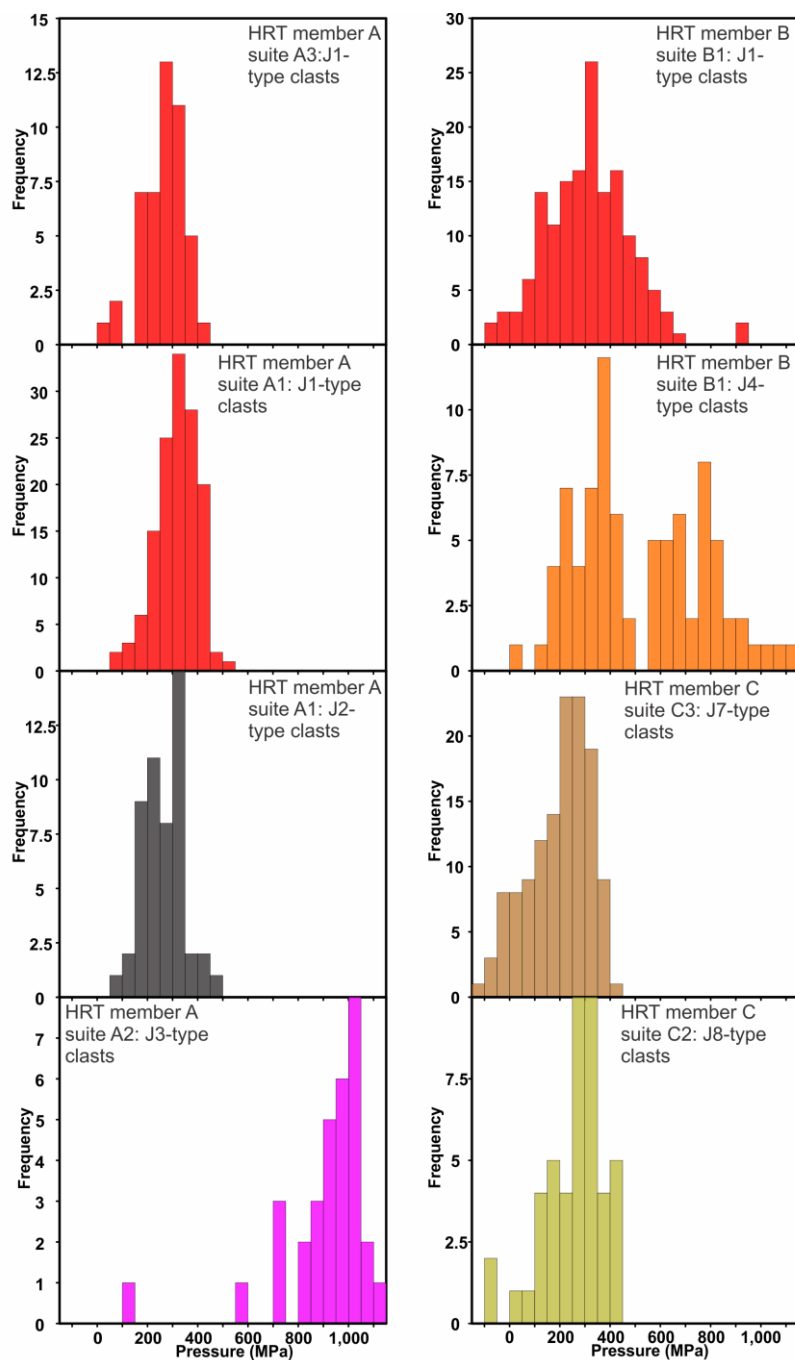 15
12.5
10
7.5
5
2.5
0
Frequency
HRT member A
suite A3:J1-
type clasts
30
25
20
15
10
5
0
Frequency
HRT member B
suite B1: J1-
type clasts
30
20
10
5
0
Frequency
HRT member A
suite A1: J1-type
clasts
10
7.5
5
2.5
0
Frequency
HRT member B
suite B1: J4-
type clasts
12.5
10
7.5
5
2.5
0
Frequency
HRT member A
suite A1: J2-
type clasts
20
15
10
5
0
Frequency
HRT member C
suite C3: J7-type
clasts
7
6
5
4
3
2
1
0
Frequency
HRT member A
suite A2: J3-type
clasts
0 200 400 600 800 1,000
Pressure (MPa)
7.5
5
2.5
0
Frequency
HRT member C
suite C2: J8-type
clasts
0 200 400 600 800 1,000
Pressure (MPa)